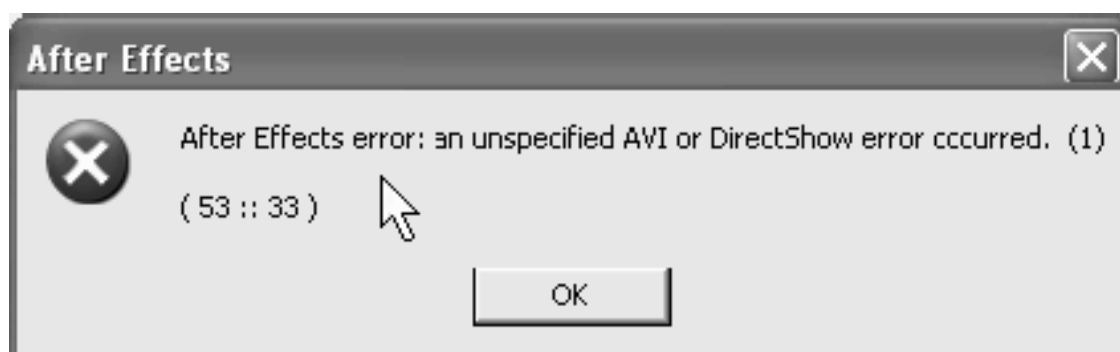 After Effects
After Effects error: an unspecified AVI or DirectShow error cccurred. (1)
( 53 :: 33 )
OK